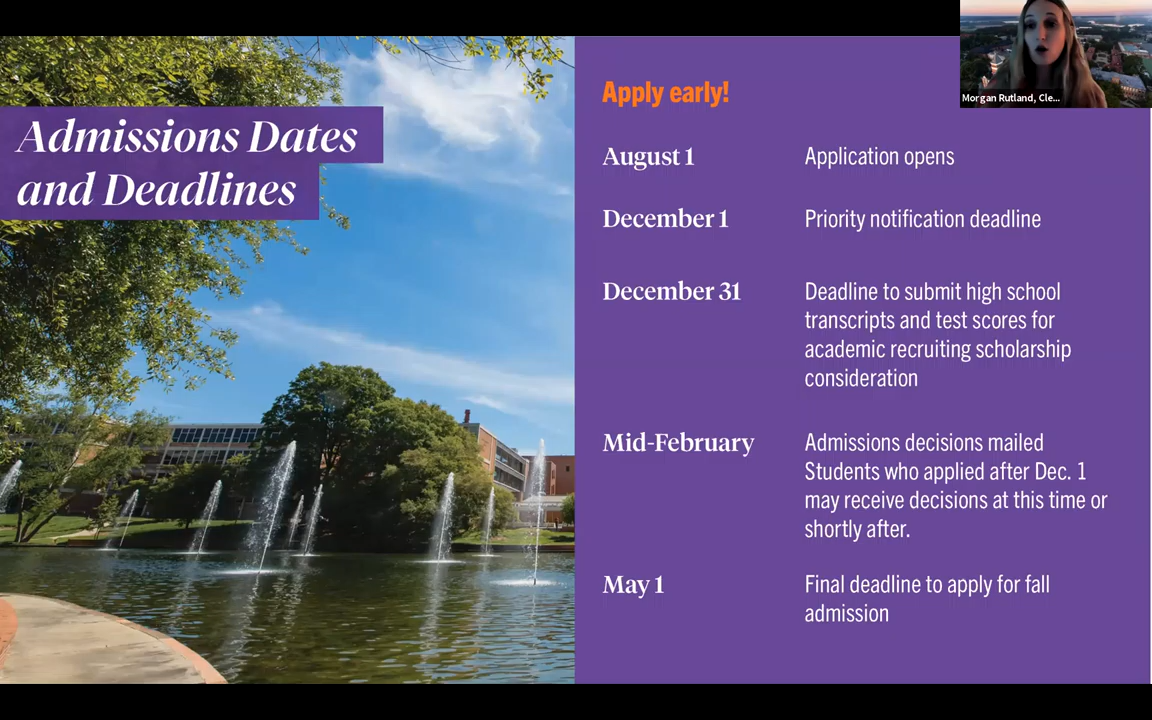 Admissions Dates
and Deadlines
Apply early!
August 1 Application opens
December 1 Priority notification deadline
December 31 Deadline to submit high school
transcripts and test scores for
academic recruiting scholarship
consideration
Mid-February Admissions decisions mailed
Students who applied after Dec. 1
may receive decisions at this time or
shortly after.
May 1 Final deadline to apply for fall
admission
Morgan Rutland, Cle...